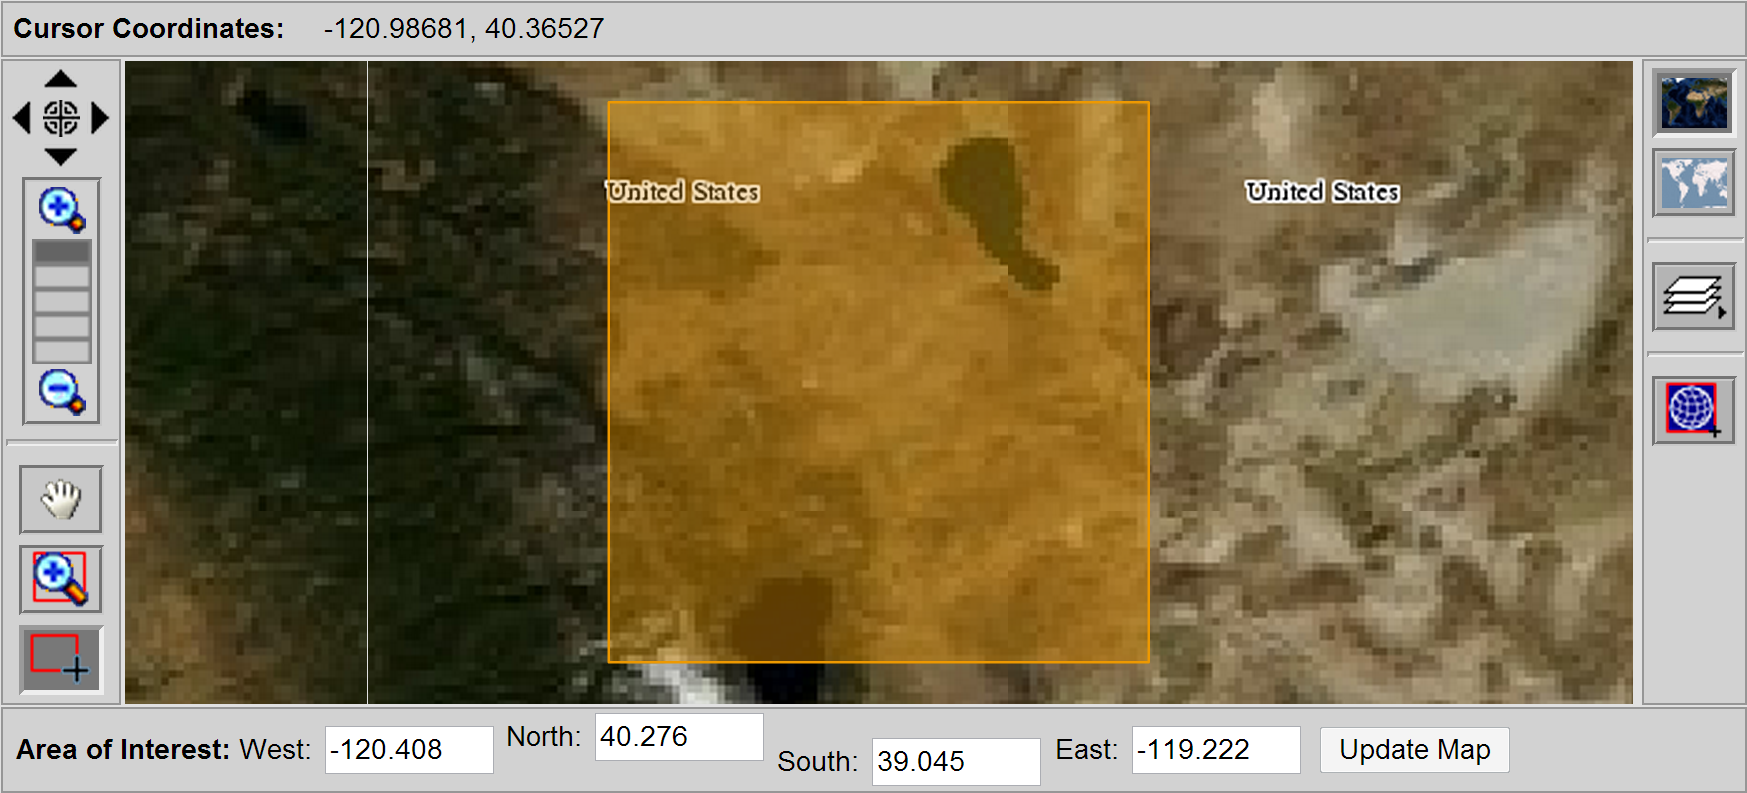 Cursor Coordinates: -120.98681, 40.36527
United States United States
Area of Interest: West: -120.408 North: 40.276 South: 39.045 East: -119.222 Update Map